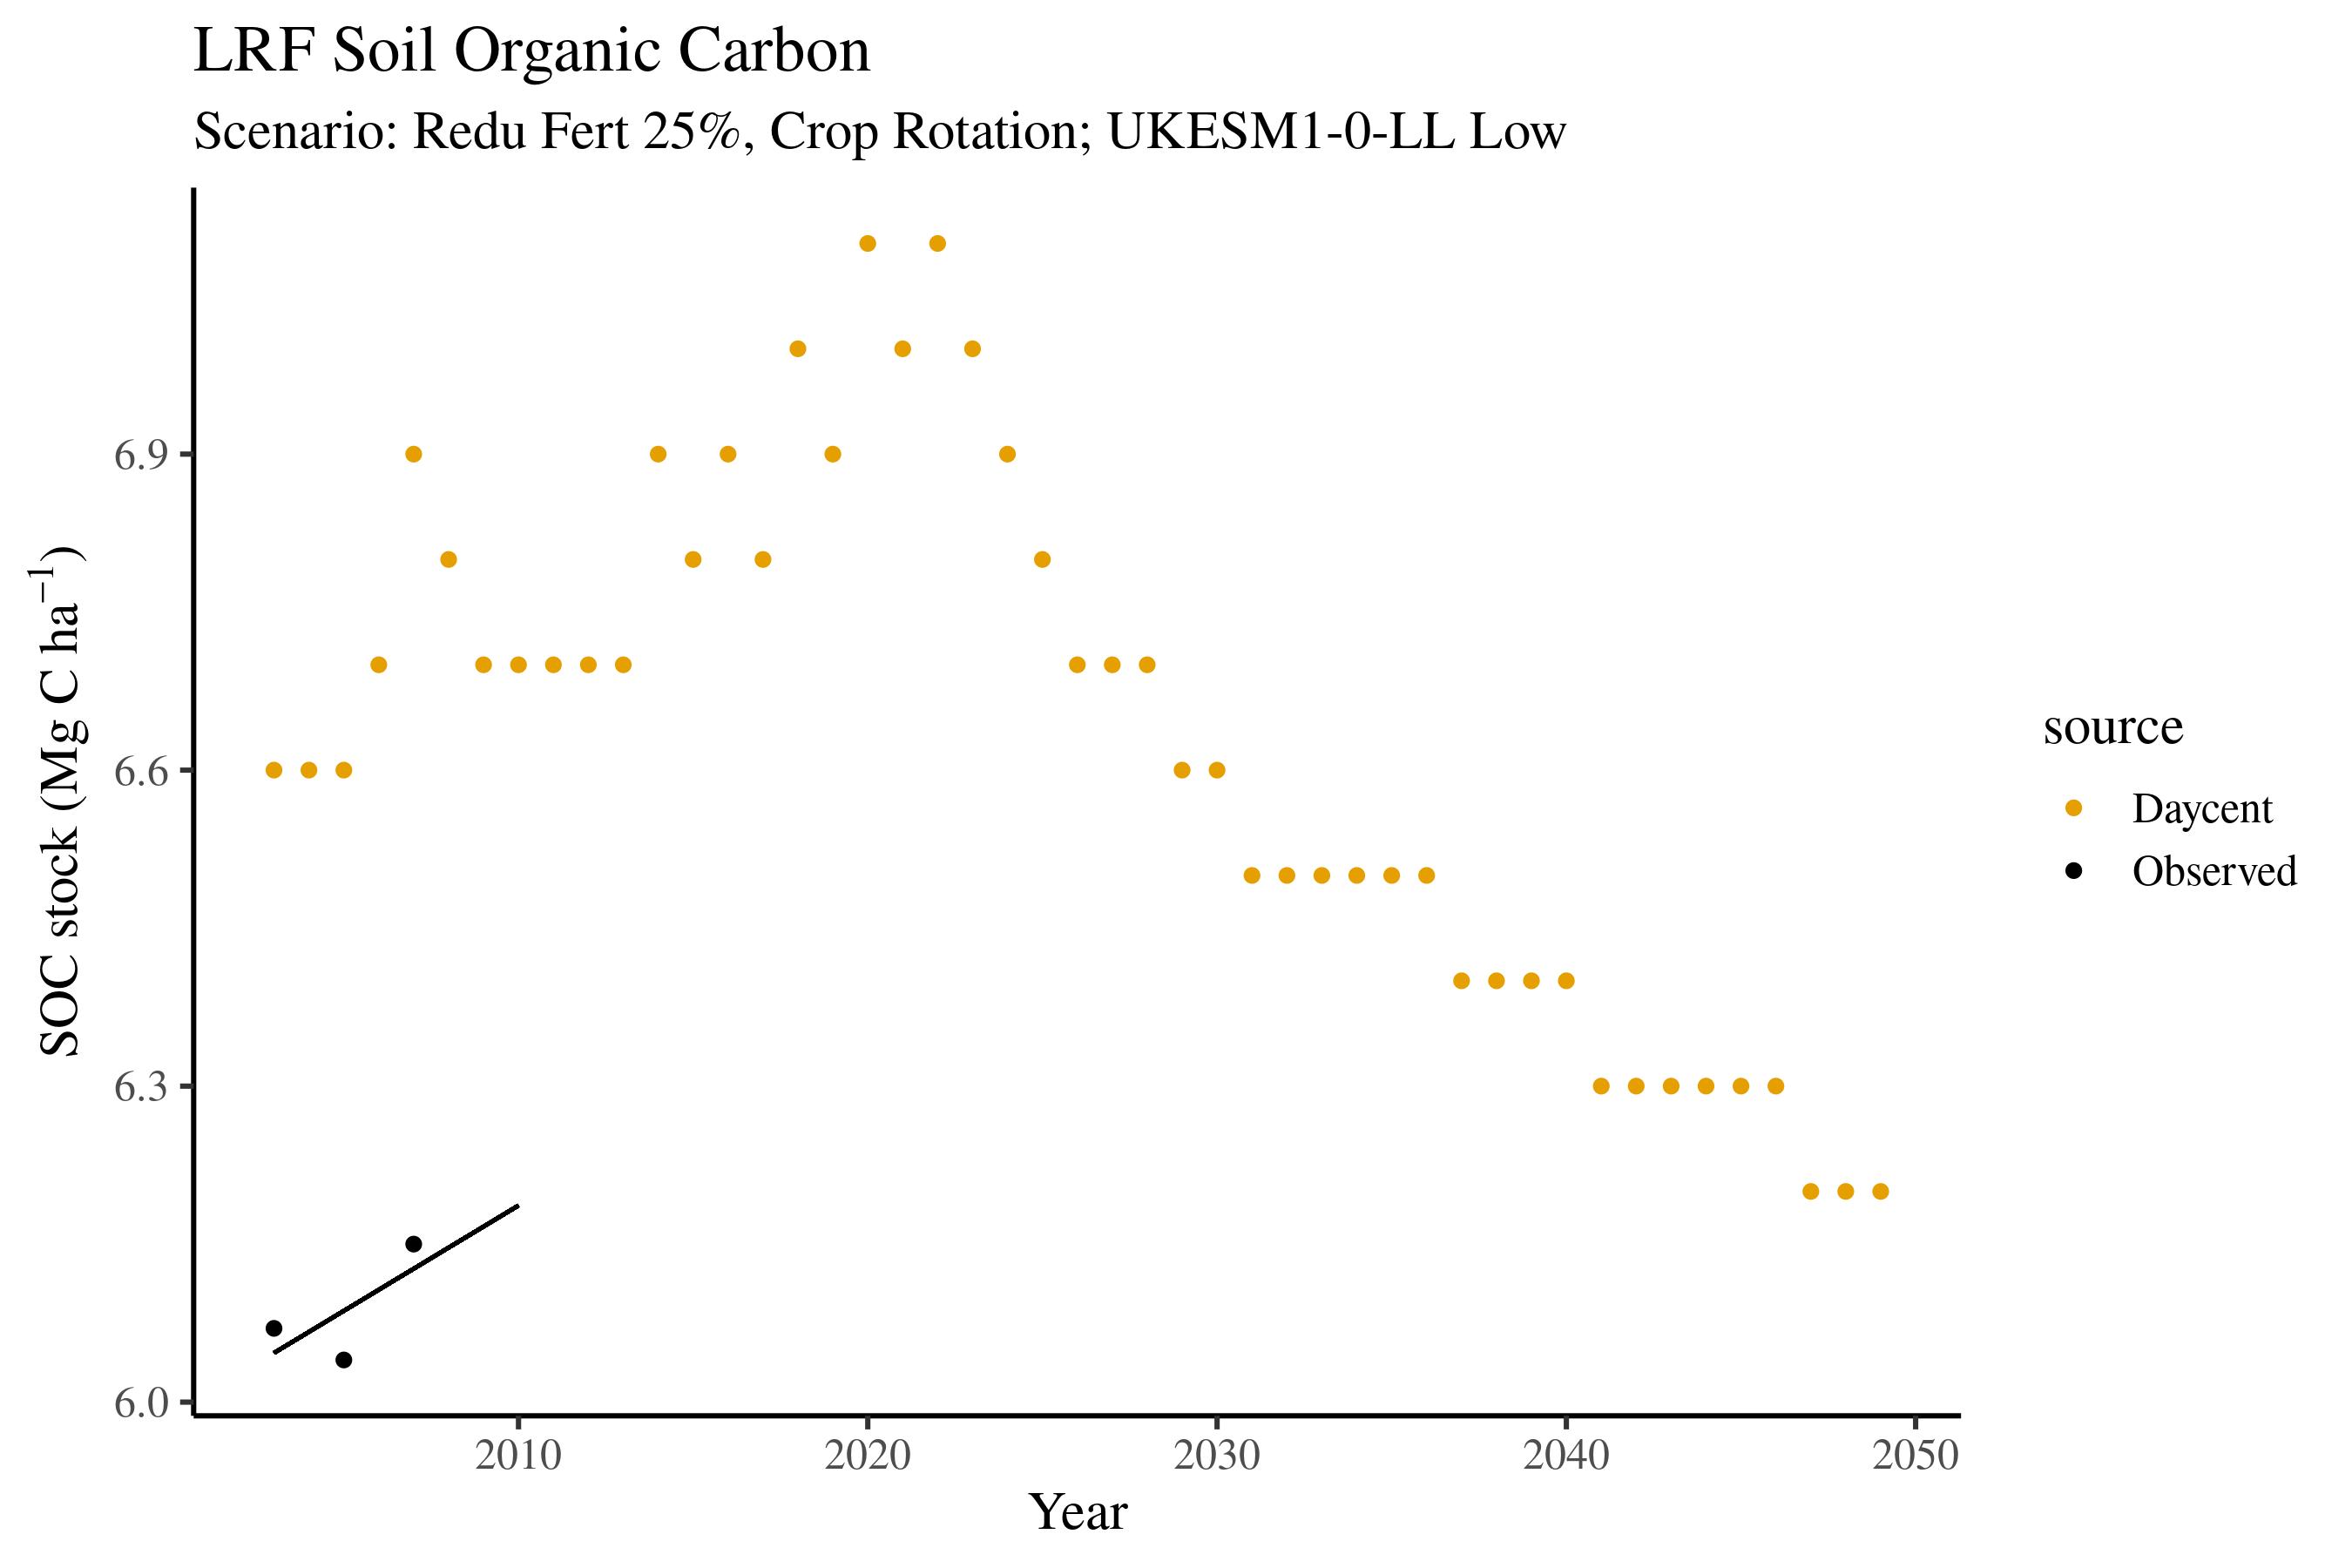 LRF Soil Organic Carbon
Scenario: Redu Fert 25%, Crop Rotation; UKESM1-0-LL Low
SOC stock (Mg C ha⁻¹)
6.9
6.6
6.3
6.0
2010 2020 2030 2040 2050
Year
source
Daycent
Observed